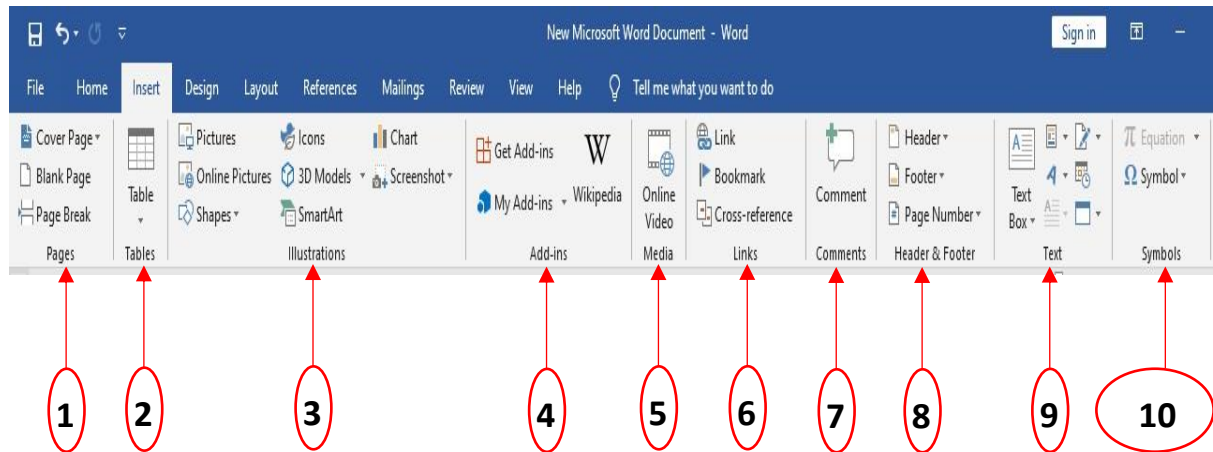 New Microsoft Word Document - Word
Sign in
File Home Insert Design Layout References Mailings Review View Help Tell me what you want to do
Cover Page
Blank Page
Page Break
Pages
Table
Tables
Pictures
Online Pictures
Shapes
Icons
3D Models
SmartArt
Chart
Screenshot
Illustrations
Get Add-ins
My Add-ins
W
Wikipedia
Add-ins
Online
Video
Media
Link
Bookmark
Cross-reference
Links
Comment
Comments
Header
Footer
Page Number
Header & Footer
Text
Box
Text
π Equation
Ω Symbol
Symbols
1 2 3 4 5 6 7 8 9 10